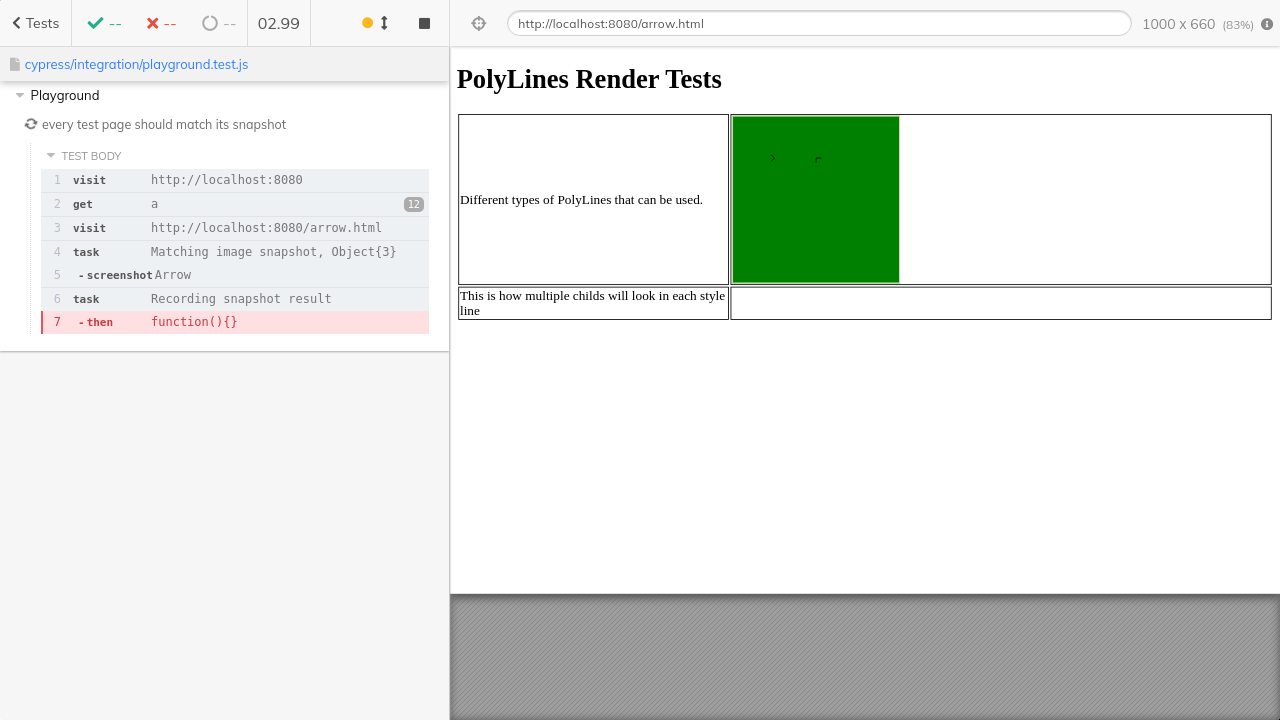 Tests
--
--
--
02.99
http://localhost:8080/arrow.html
1000 x 660 (83%)
cypress/integration/playground.test.js
Playground
every test page should match its snapshot
TEST BODY
1 visit http://localhost:8080
2 get a 12
3 visit http://localhost:8080/arrow.html
4 task Matching image snapshot, Object{3}
5 - screenshot Arrow
6 task Recording snapshot result
7 - then function(){}
PolyLines Render Tests
Different types of PolyLines that can be used.
This is how multiple childs will look in each style
line